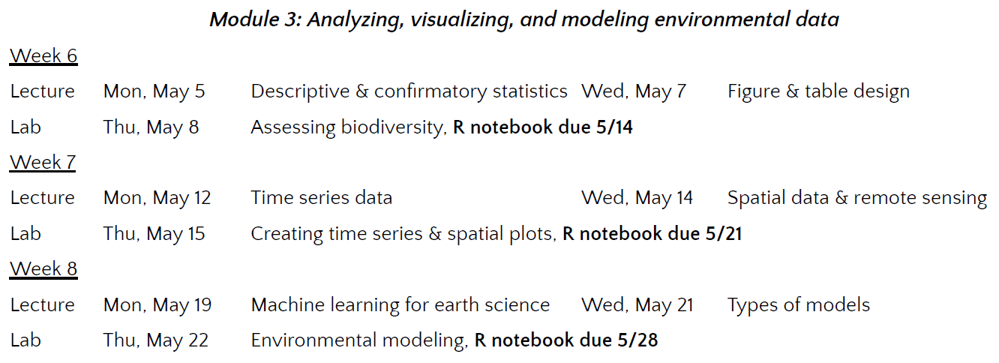 Module 3: Analyzing, visualizing, and modeling environmental data
Week 6
Lecture Mon, May 5 Descriptive & confirmatory statistics Wed, May 7 Figure & table design
Lab Thu, May 8 Assessing biodiversity, R notebook due 5/14
Week 7
Lecture Mon, May 12 Time series data Wed, May 14 Spatial data & remote sensing
Lab Thu, May 15 Creating time series & spatial plots, R notebook due 5/21
Week 8
Lecture Mon, May 19 Machine learning for earth science Wed, May 21 Types of models
Lab Thu, May 22 Environmental modeling, R notebook due 5/28